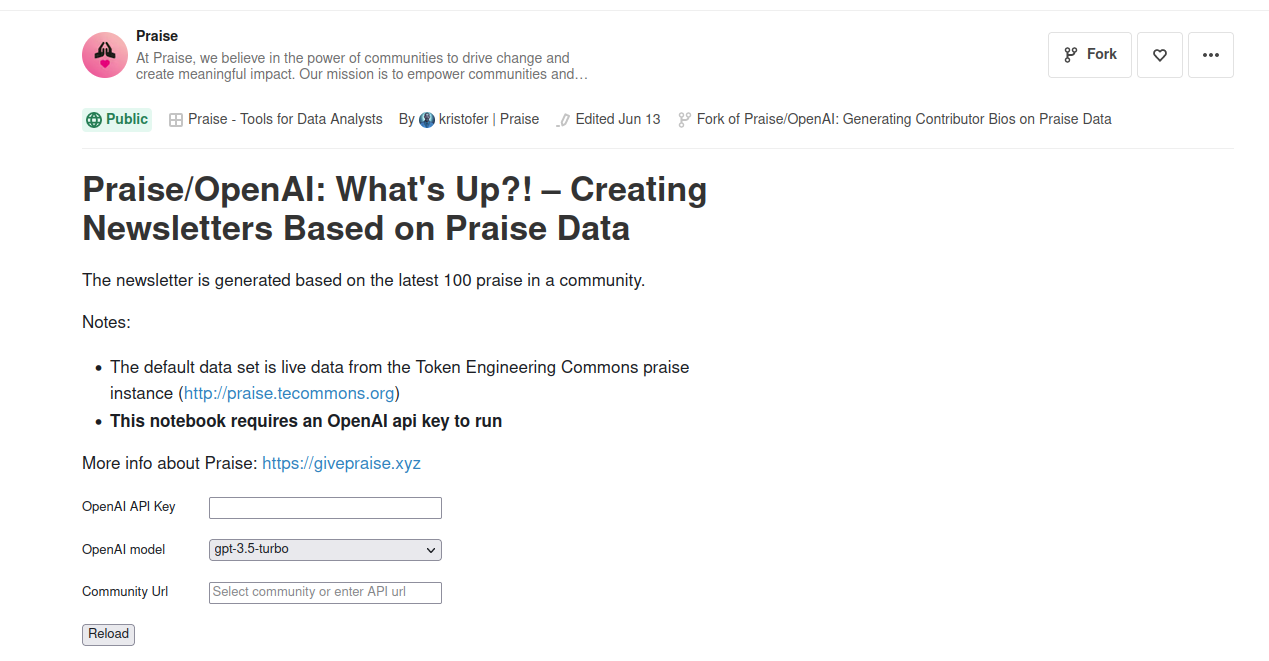 Praise
At Praise, we believe in the power of communities to drive change and
create meaningful impact. Our mission is to empower communities and…
Fork
Public
Praise - Tools for Data Analysts
By kristofer | Praise
Edited Jun 13
Fork of Praise/OpenAI: Generating Contributor Bios on Praise Data
Praise/OpenAI: What's Up?! – Creating
Newsletters Based on Praise Data
The newsletter is generated based on the latest 100 praise in a community.
Notes:
• The default data set is live data from the Token Engineering Commons praise
instance (http://praise.tecommons.org)
• This notebook requires an OpenAI api key to run
More info about Praise: https://givepraise.xyz
OpenAI API Key
OpenAI model gpt-3.5-turbo
Community Url Select community or enter API url
Reload